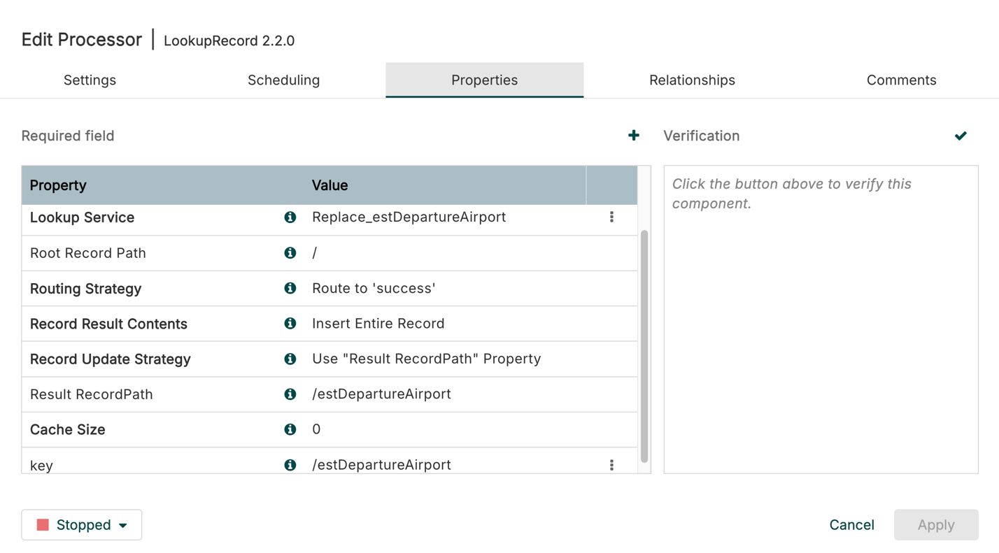 Edit Processor | LookupRecord 2.2.0
Settings Scheduling Properties Relationships Comments
Required field
Verification
Property Value
Lookup Service Replace_estDepartureAirport
Root Record Path /
Routing Strategy Route to 'success'
Record Result Contents Insert Entire Record
Record Update Strategy Use "Result RecordPath" Property
Result RecordPath /estDepartureAirport
Cache Size 0
key /estDepartureAirport
Click the button above to verify this
component.
Stopped
Cancel Apply